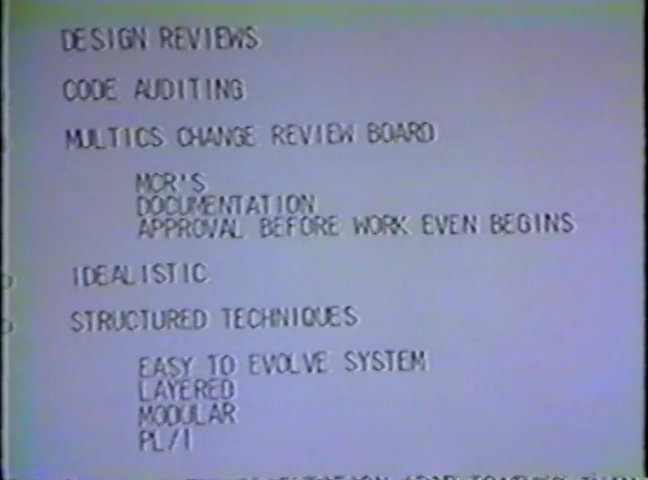 DESIGN REVIEWS
CODE AUDITING
MULTICS CHANGE REVIEW BOARD
MCR'S
DOCUMENTATION
APPROVAL BEFORE WORK EVEN BEGINS
IDEALISTIC
STRUCTURED TECHNIQUES
EASY TO EVOLVE SYSTEM
LAYERED
MODULAR
PL/I